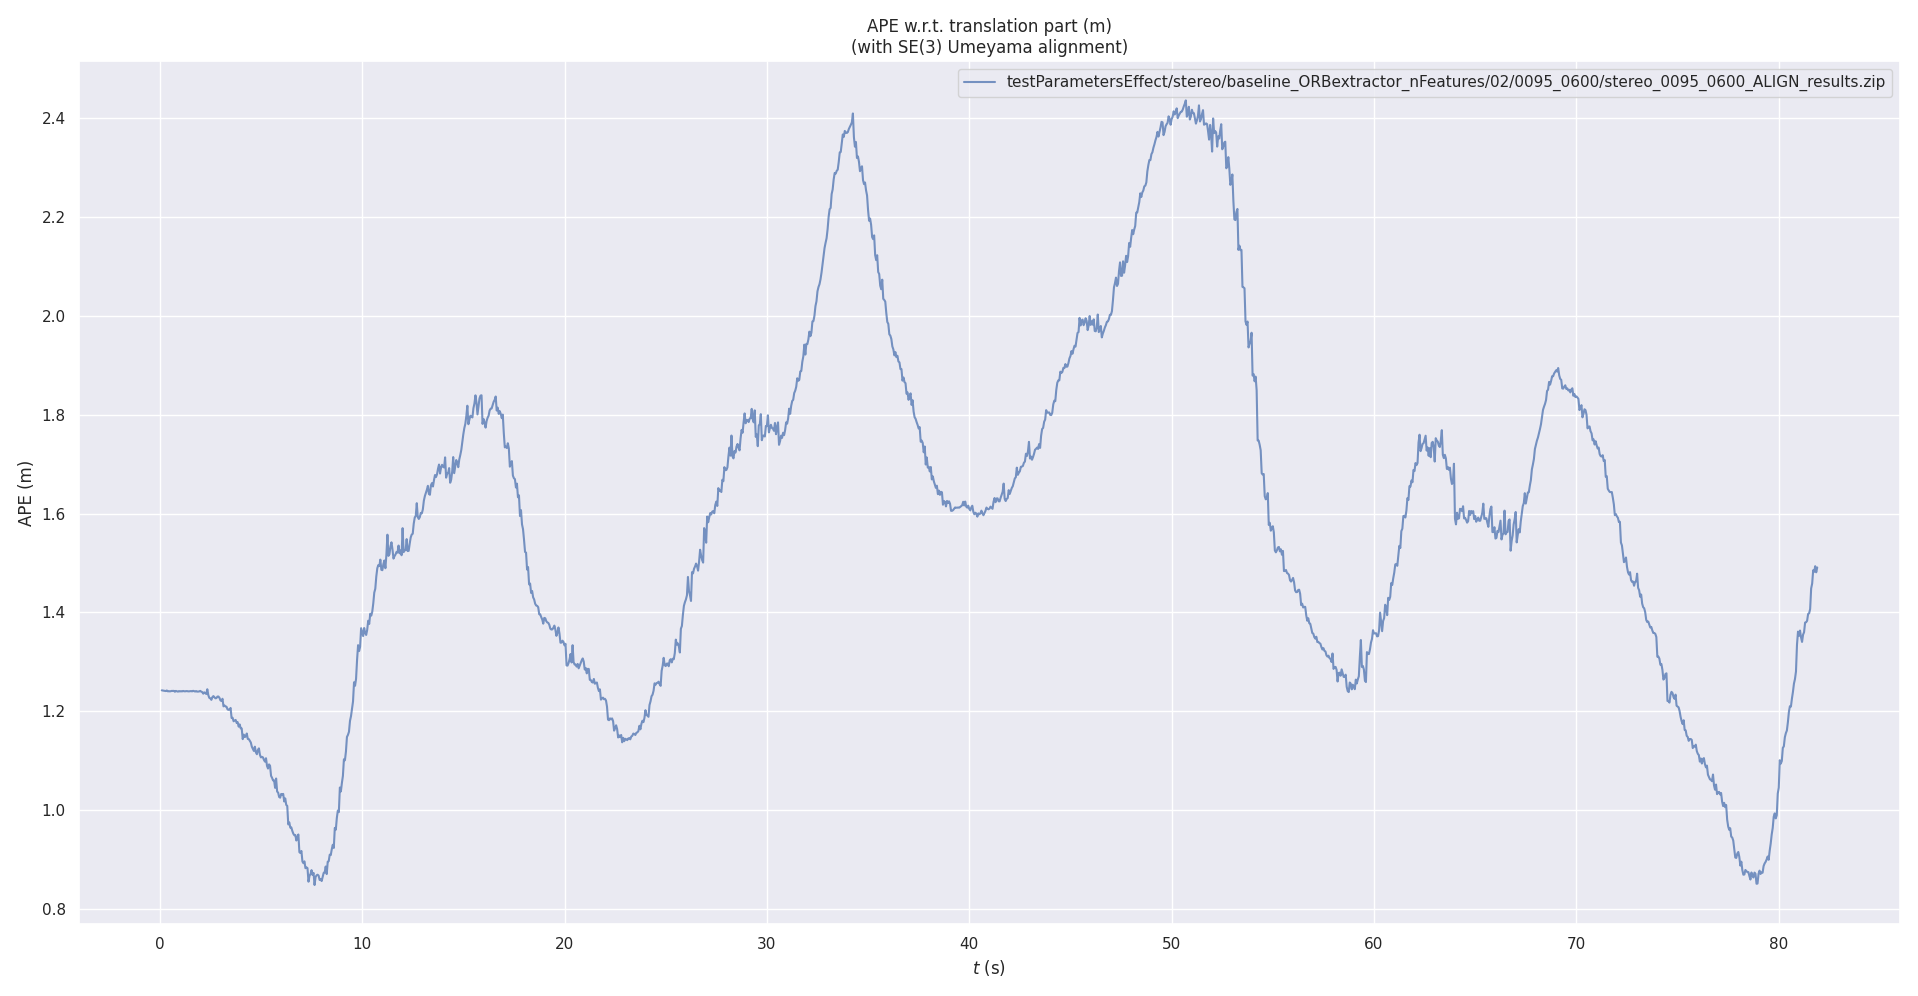 APE w.r.t. translation part (m)
(with SE(3) Umeyama alignment)
testParametersEffect/stereo/baseline_ORBextractor_nFeatures/02/0095_0600/stereo_0095_0600_ALIGN_results.zip
APE (m)
2.4
2.2
2.0
1.8
1.6
1.4
1.2
1.0
0.8
0 10 20 30 40 50 60 70 80
t (s)